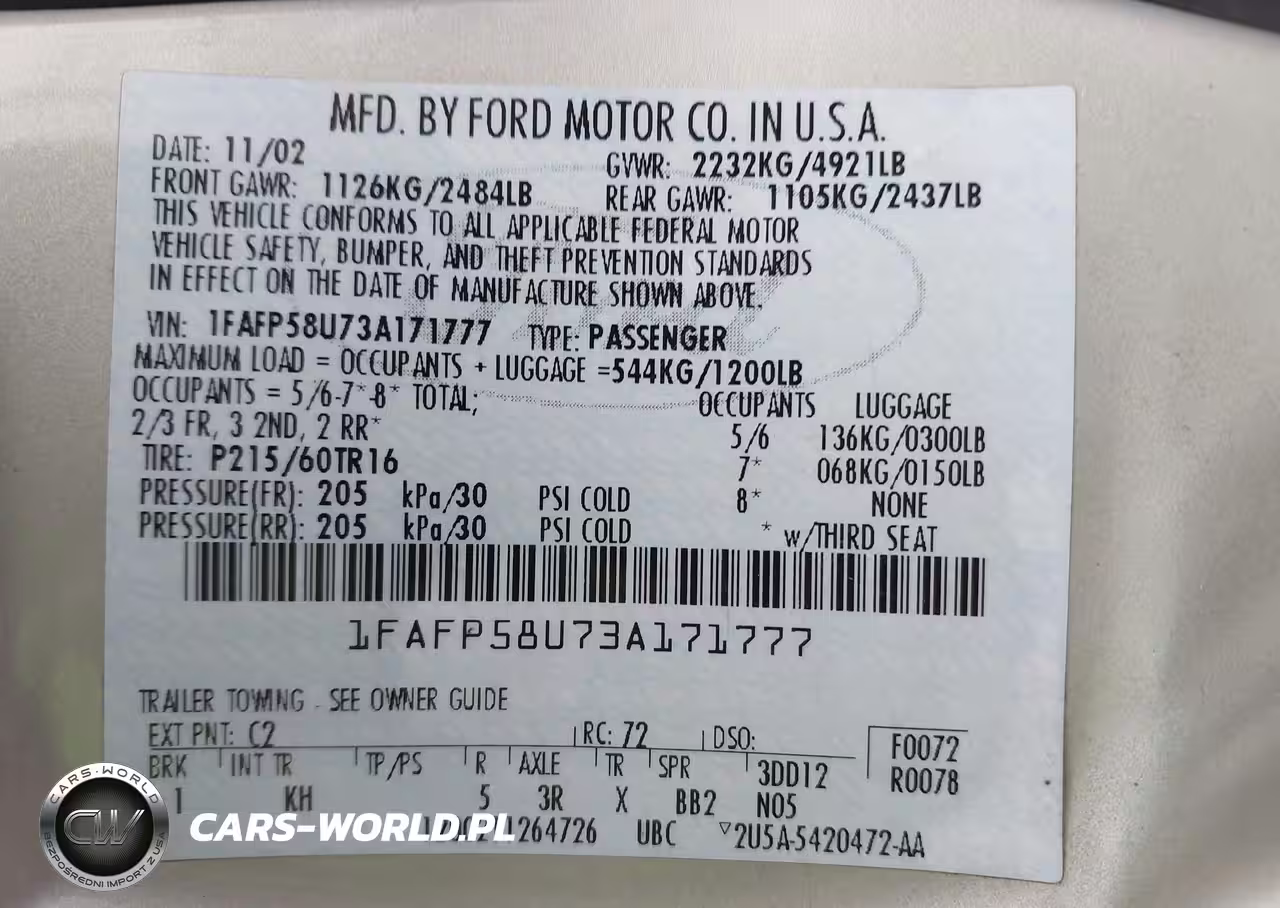 MFD. BY FORD MOTOR CO. IN U.S.A.
DATE: 11/02 GVWR: 2232KG/4921LB
FRONT GAWR: 1126KG/2484LB REAR GAWR: 1105KG/2437LB
THIS VEHICLE CONFORMS TO ALL APPLICABLE FEDERAL MOTOR
VEHICLE SAFETY, BUMPER, AND THEFT PREVENTION STANDARDS
IN EFFECT ON THE DATE OF MANUFACTURE SHOWN ABOVE.
VIN: 1FAFP58U73A171777 TYPE: PASSENGER
MAXIMUM LOAD = OCCUPANTS + LUGGAGE =544KG/1200LB
OCCUPANTS = 5/6-7*-8* TOTAL; OCCUPANTS LUGGAGE
2/3 FR, 3 2ND, 2 RR* 5/6 136KG/0300LB
TIRE: P215/60TR16 7* 068KG/0150LB
PRESSURE(FR): 205 kPa/30 PSI COLD 8* NONE
PRESSURE(RR): 205 kPa/30 PSI COLD * w/THIRD SEAT
1FAFP58U73A171777
TRAILER TOWING - SEE OWNER GUIDE
EXT PNT: C2 RC: 72 DSO: F0072
BRK INT TR TP/PS R AXLE TR SPR 3DD12 R0078
1 KH 5 3R X BB2 N05
264726 UBC ▽2U5A-5420472-AA
CARS-WORLD
CW
BEZPOŚREDNI IMPORT Z USA
CARS-WORLD.PL